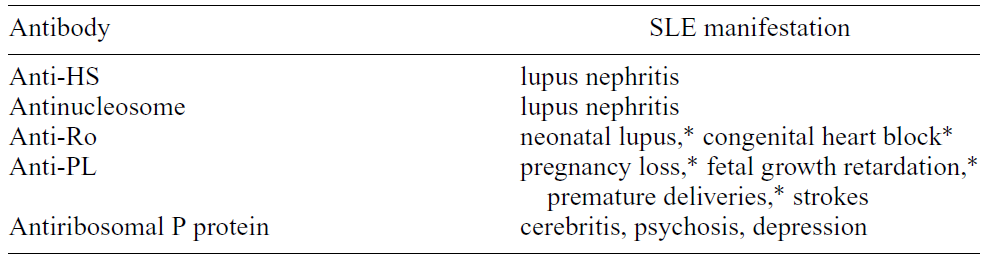 Antibody SLE manifestation
Anti-HS lupus nephritis
Antinucleosome lupus nephritis
Anti-Ro neonatal lupus,* congenital heart block*
Anti-PL pregnancy loss,* fetal growth retardation,*
premature deliveries,* strokes
Antiribosomal P protein cerebritis, psychosis, depression